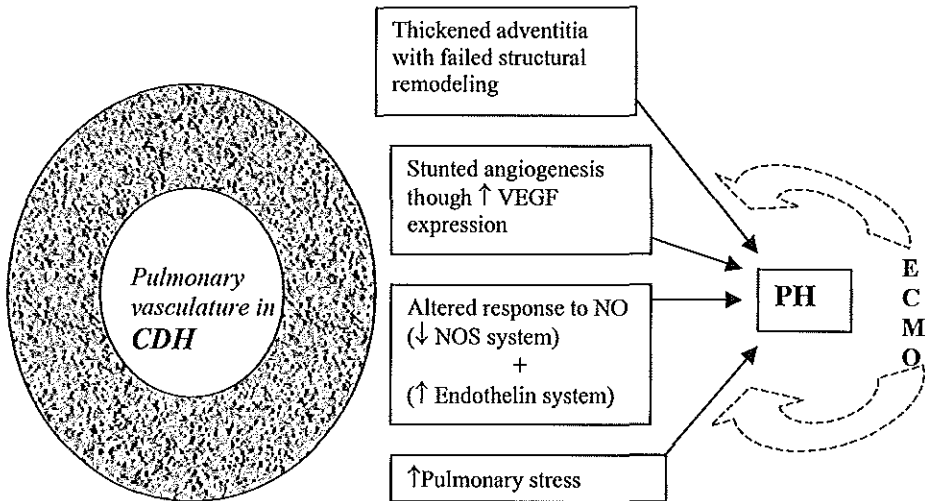 Thickened adventitia
with failed structural
remodeling
Stunted angiogenesis
though ↑ VEGF
expression
Pulmonary
vasculature in
CDH
Altered response to NO
(↓ NOS system)
+
(↑ Endothelin system)
↑Pulmonary stress
PH
E
C
M
O